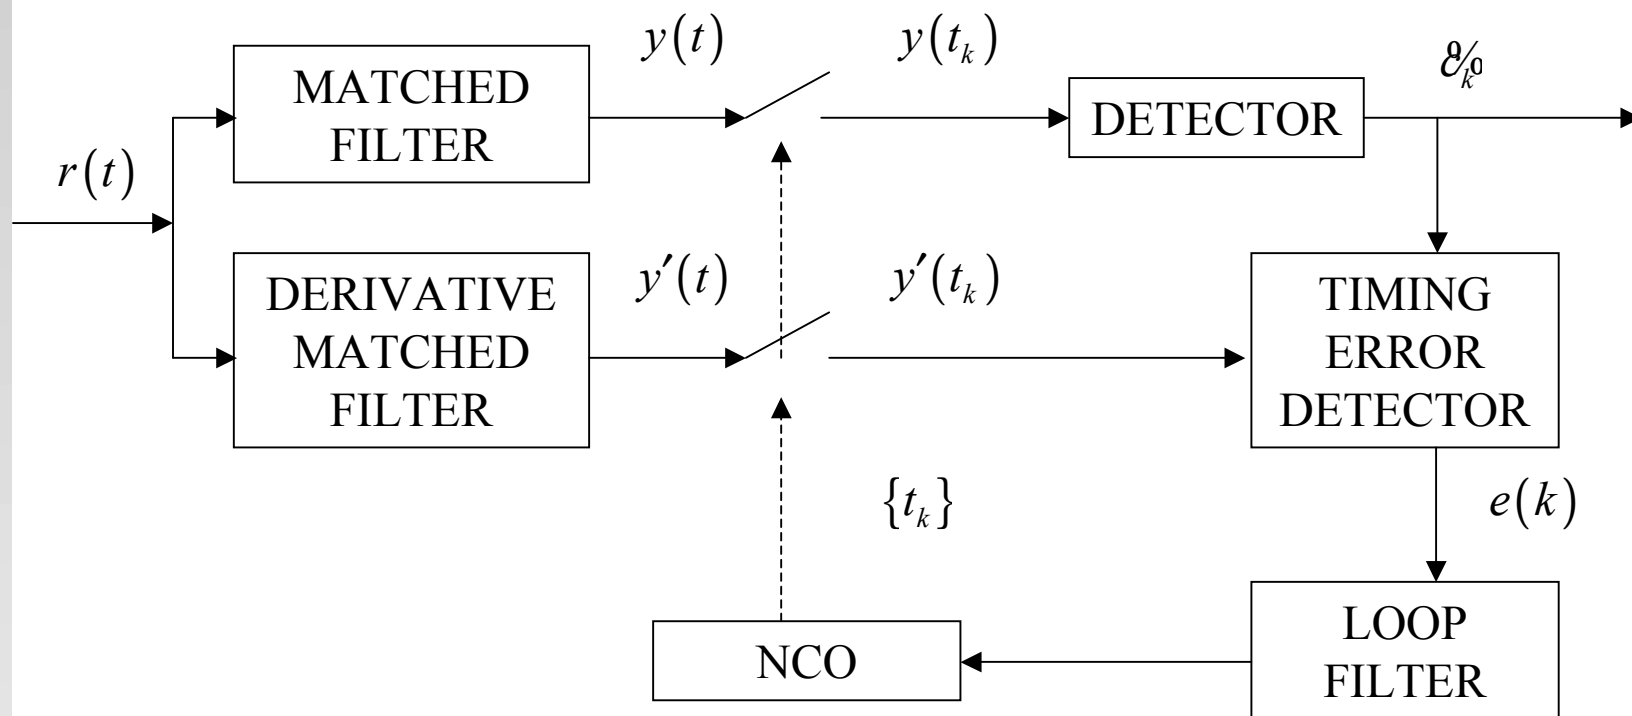 y(t)
y(t_k)
MATCHED
FILTER
DETECTOR
r(t)
DERIVATIVE
MATCHED
FILTER
y′(t)
y′(t_k)
TIMING
ERROR
DETECTOR
{t_k}
e(k)
NCO
LOOP
FILTER